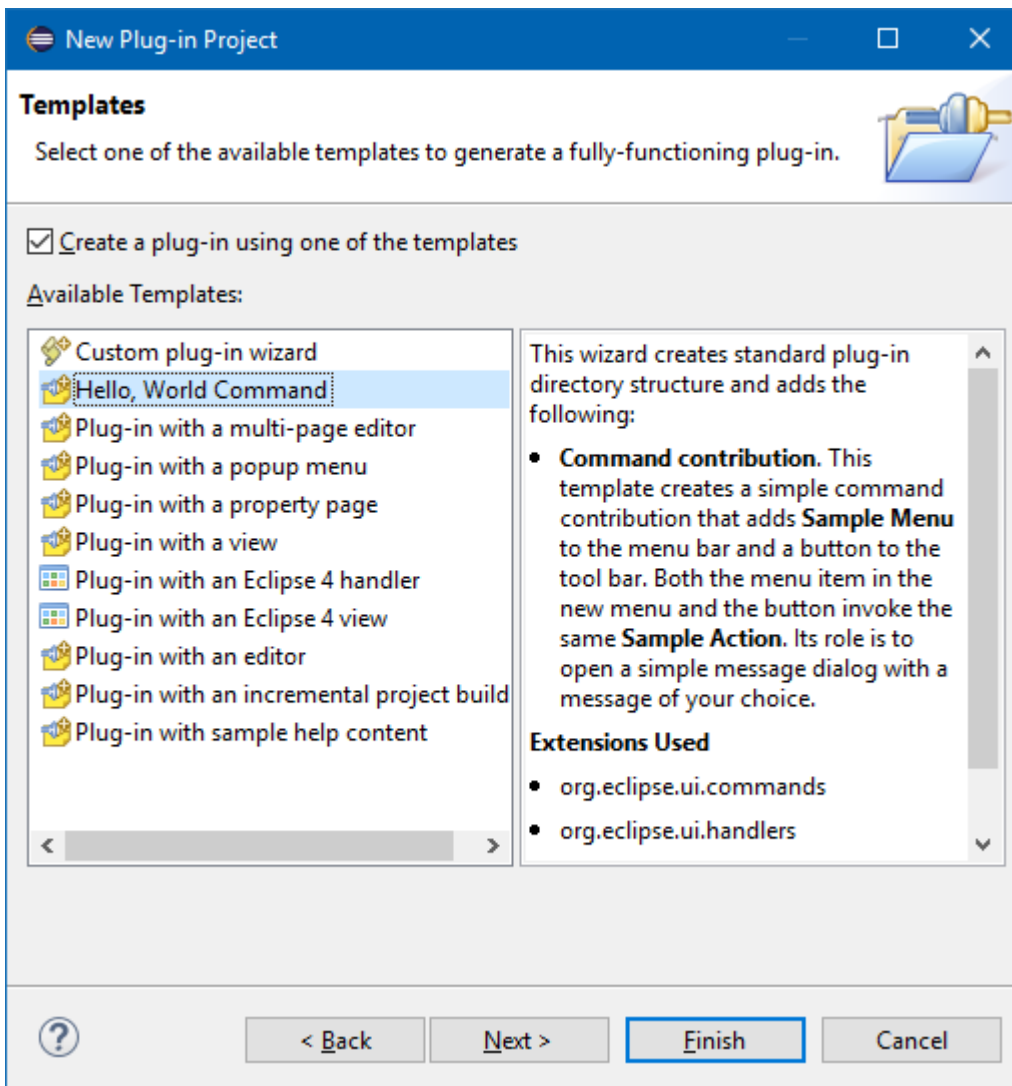 New Plug-in Project
Templates
Select one of the available templates to generate a fully-functioning plug-in.
Create a plug-in using one of the templates
Available Templates:
Custom plug-in wizard
Hello, World Command
Plug-in with a multi-page editor
Plug-in with a popup menu
Plug-in with a property page
Plug-in with a view
Plug-in with an Eclipse 4 handler
Plug-in with an Eclipse 4 view
Plug-in with an editor
Plug-in with an incremental project build
Plug-in with sample help content
This wizard creates standard plug-in
directory structure and adds the
following:
• Command contribution. This
template creates a simple command
contribution that adds Sample Menu
to the menu bar and a button to the
tool bar. Both the menu item in the
new menu and the button invoke the
same Sample Action. Its role is to
open a simple message dialog with a
message of your choice.
Extensions Used
• org.eclipse.ui.commands
• org.eclipse.ui.handlers
< Back
Next >
Finish
Cancel